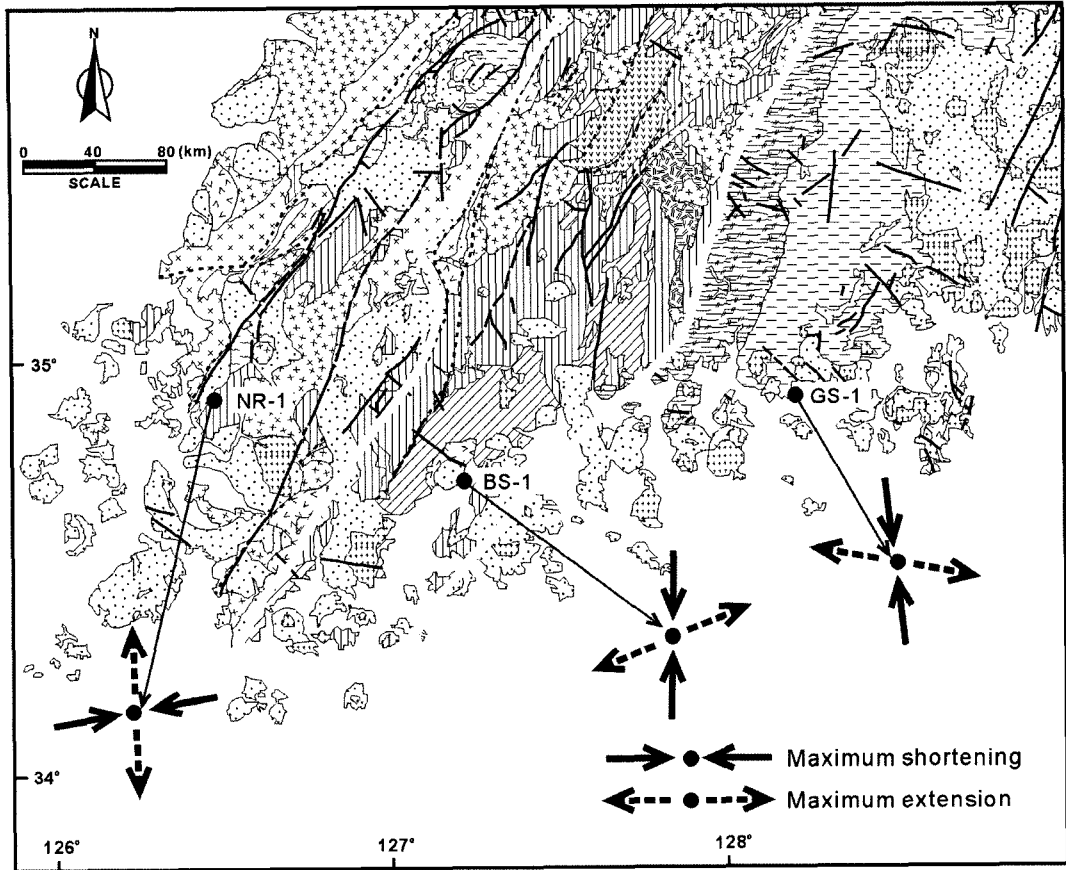 N
0 40 80 (km)
SCALE
35°
NR-1
GS-1
BS-1
34°
Maximum shortening
Maximum extension
126° 127° 128°